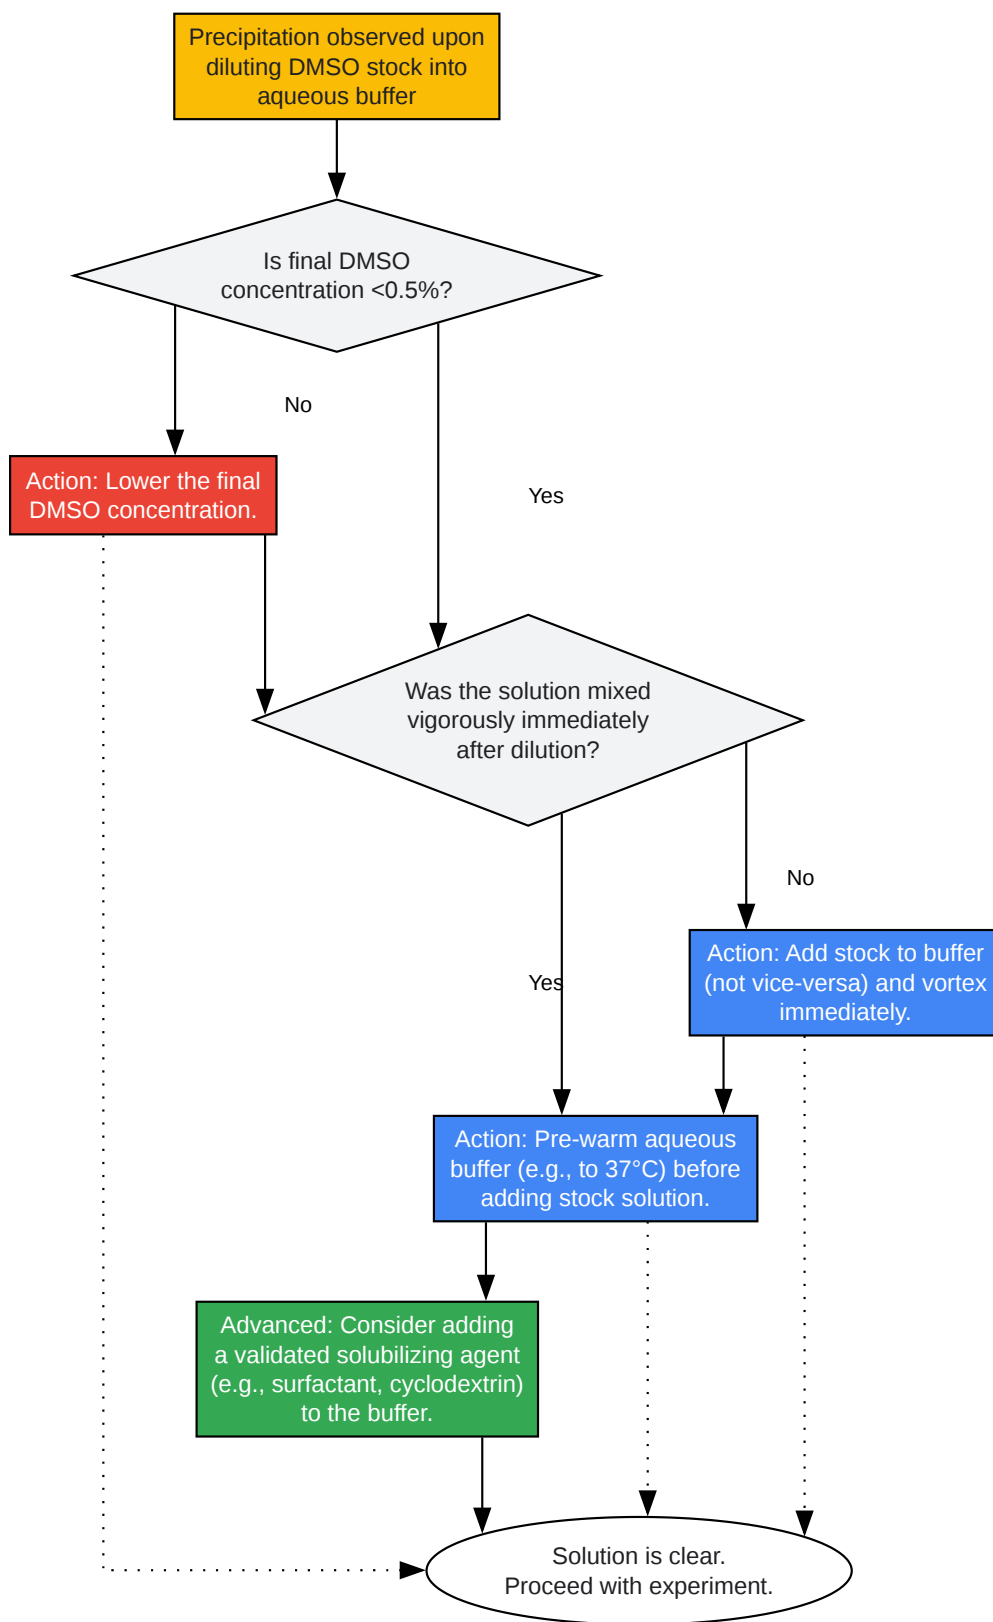 Precipitation observed upon
diluting DMSO stock into
aqueous buffer
Is final DMSO
concentration <0.5%?
No
Action: Lower the final
DMSO concentration.
Yes
Was the solution mixed
vigorously immediately
after dilution?
No
Action: Add stock to buffer
(not vice-versa) and vortex
immediately.
Yes
Action: Pre-warm aqueous
buffer (e.g., to 37°C) before
adding stock solution.
Advanced: Consider adding
a validated solubilizing agent
(e.g., surfactant, cyclodextrin)
to the buffer.
Solution is clear.
Proceed with experiment.